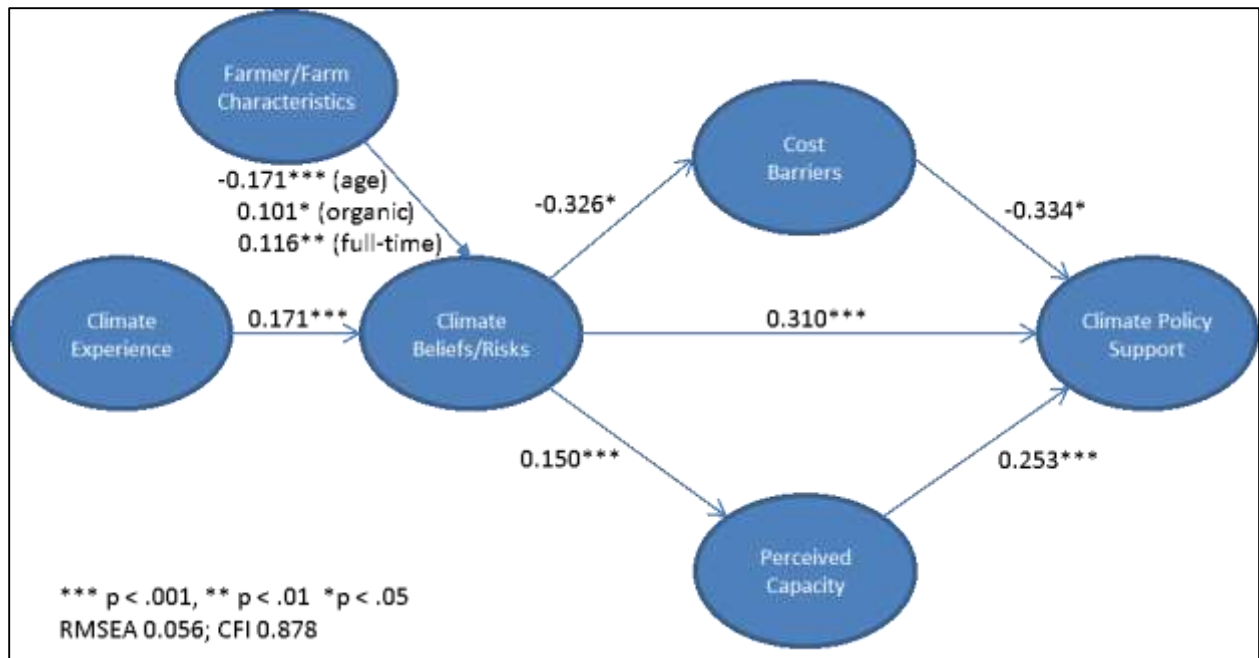 Farmer/Farm
Characteristics
Cost
Barriers
-0.171*** (age)
0.101* (organic)
0.116** (full-time)
-0.326*
-0.334*
Climate
Experience
0.171***
Climate
Beliefs/Risks
0.310***
Climate Policy
Support
0.150***
0.253***
Perceived
Capacity
*** p < .001, ** p < .01 *p < .05
RMSEA 0.056; CFI 0.878